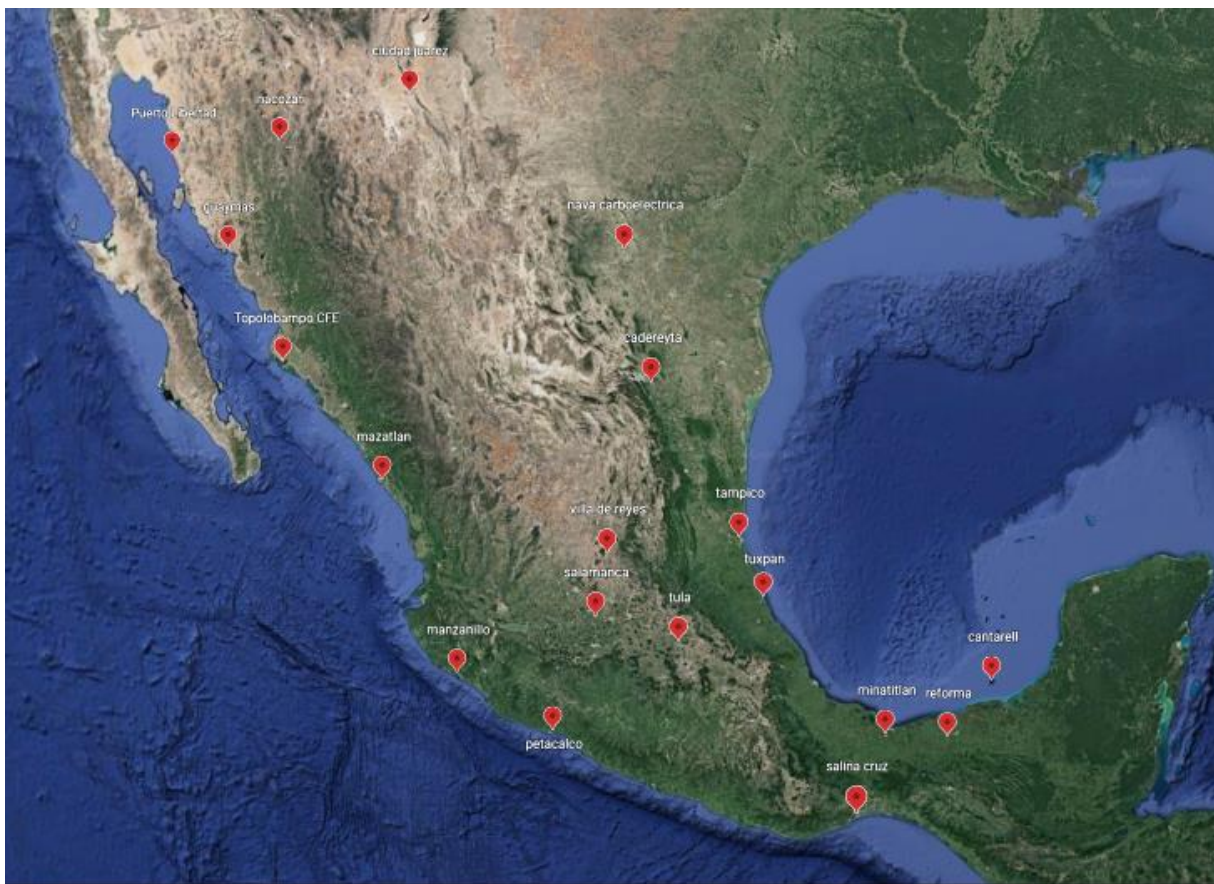 ciudad juarez
nacozari
Puerto Libertad
guaymas
nava carboelectrica
Topolobampo CFE
cadereyta
mazatlan
tampico
villa de reyes
tuxpan
salamanca
tula
manzanillo
cantarell
minatitlan
reforma
petacalco
salina cruz